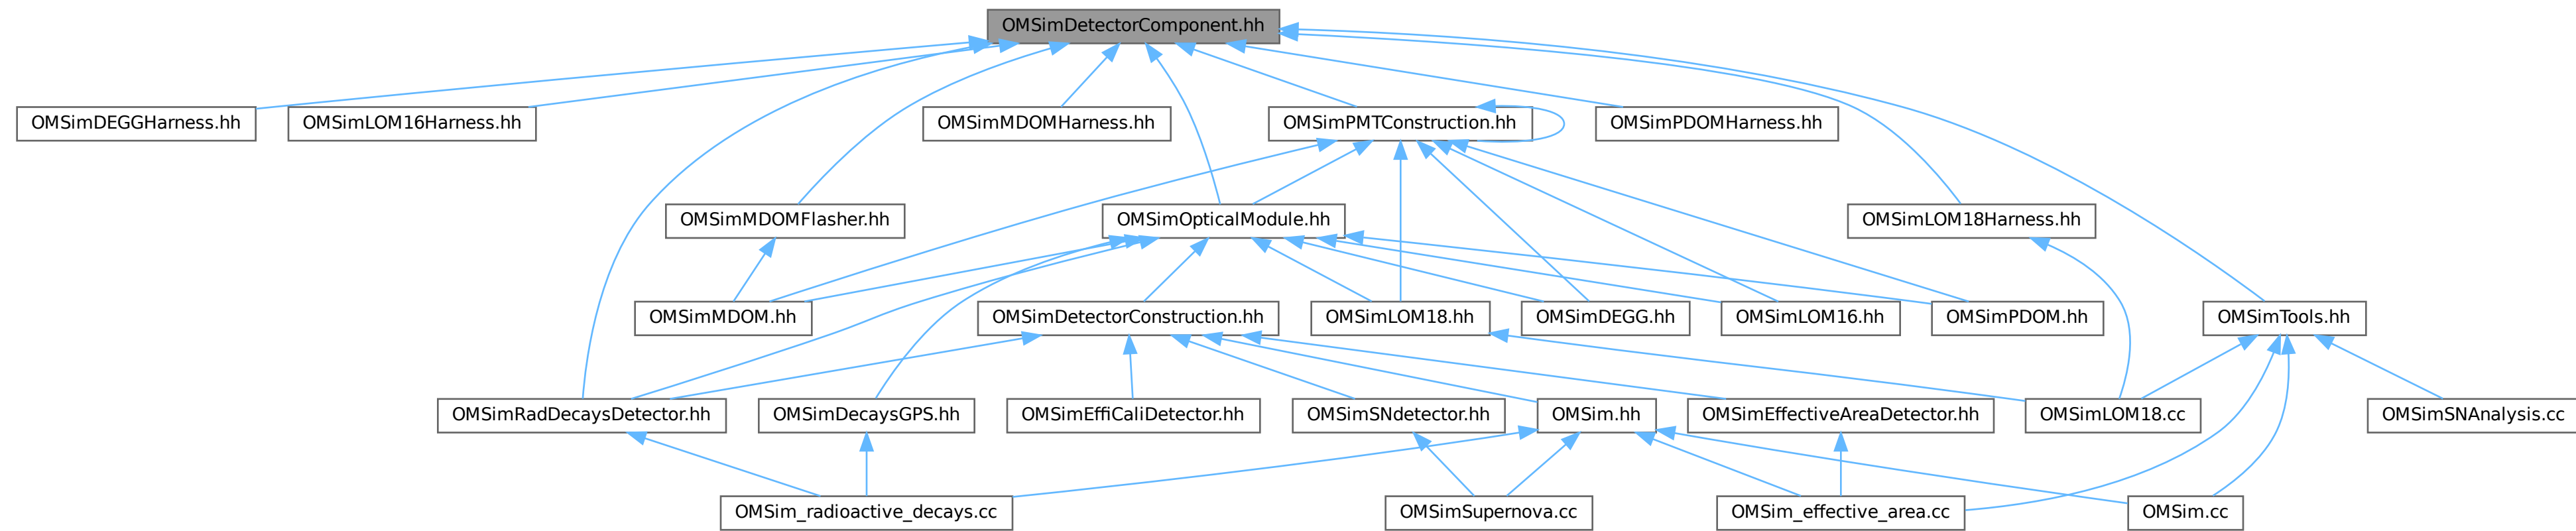 OMSimDetectorComponent.hh
OMSimDEGGHarness.hh
OMSimLOM16Harness.hh
OMSimMDOMHarness.hh
OMSimPMTConstruction.hh
OMSimPDOMHarness.hh
OMSimMDOMFlasher.hh
OMSimOpticalModule.hh
OMSimLOM18Harness.hh
OMSimMDOM.hh
OMSimDetectorConstruction.hh
OMSimLOM18.hh
OMSimDEGG.hh
OMSimLOM16.hh
OMSimPDOM.hh
OMSimTools.hh
OMSimRadDecaysDetector.hh
OMSimDecaysGPS.hh
OMSimEffiCaliDetector.hh
OMSimSNdetector.hh
OMSim.hh
OMSimEffectiveAreaDetector.hh
OMSimLOM18.cc
OMSimSNAnalysis.cc
OMSim_radioactive_decays.cc
OMSimSupernova.cc
OMSim_effective_area.cc
OMSim.cc